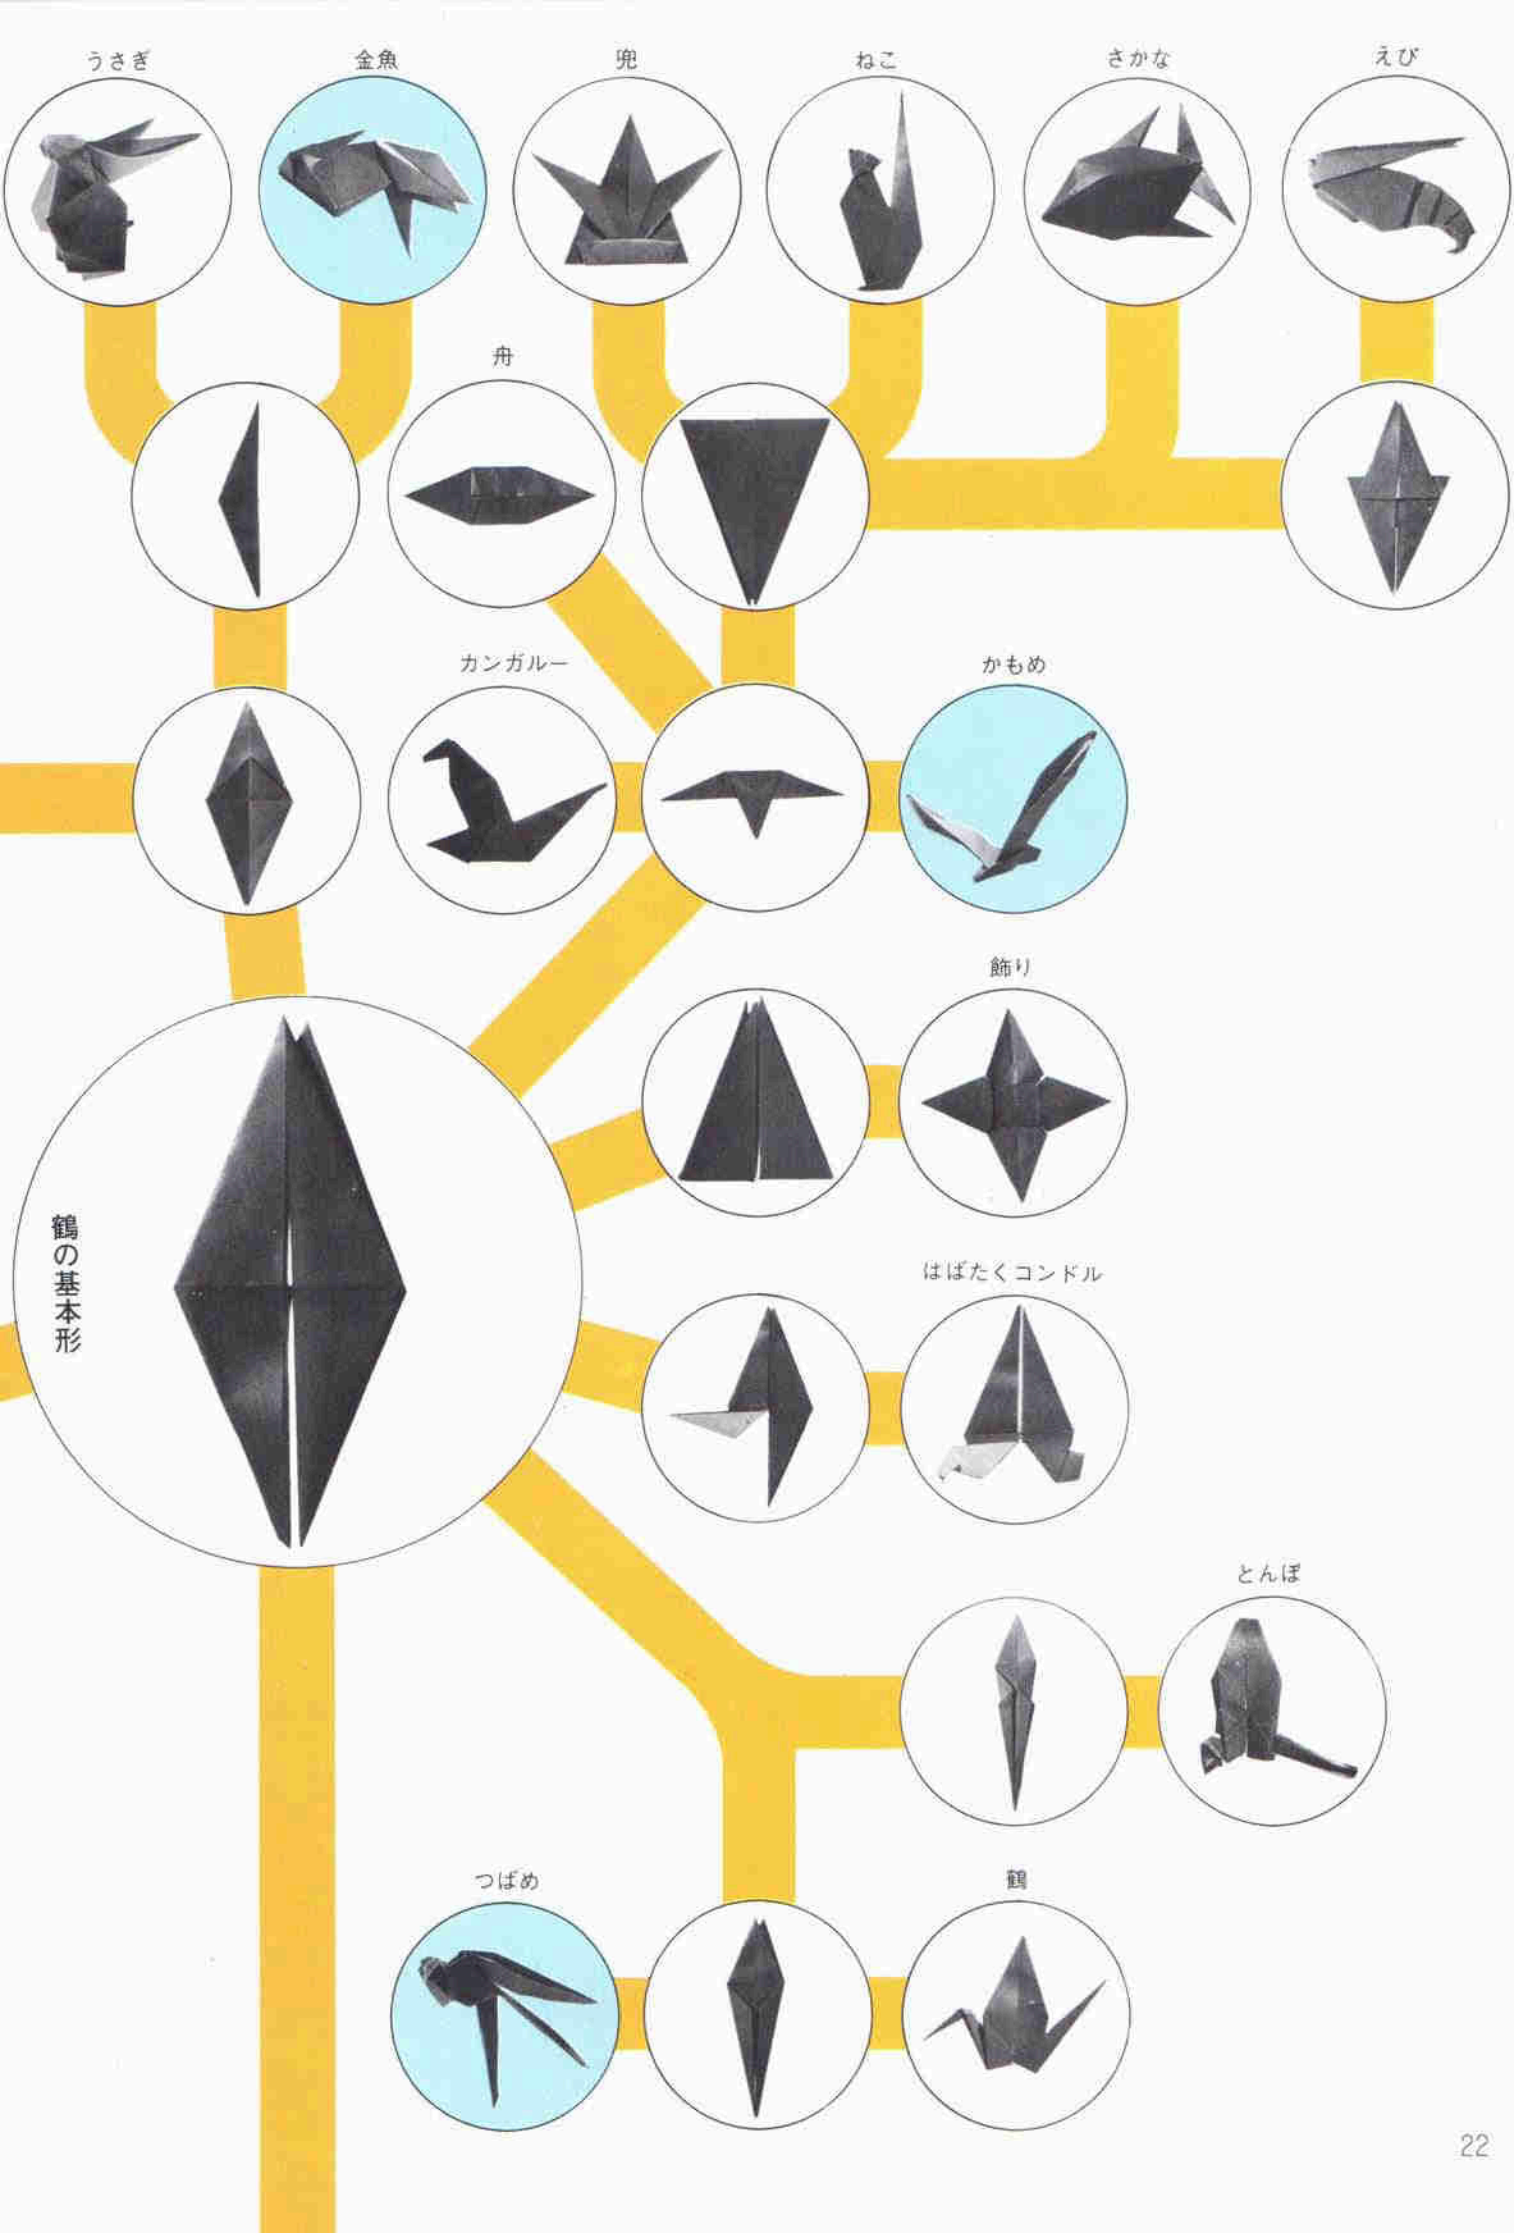 うさぎ
金魚
兜
ねこ
さかな
えび
舟
カンガルー
かもめ
飾り
鶴の基本形
はばたくコンドル
とんぼ
つばめ
鶴
22